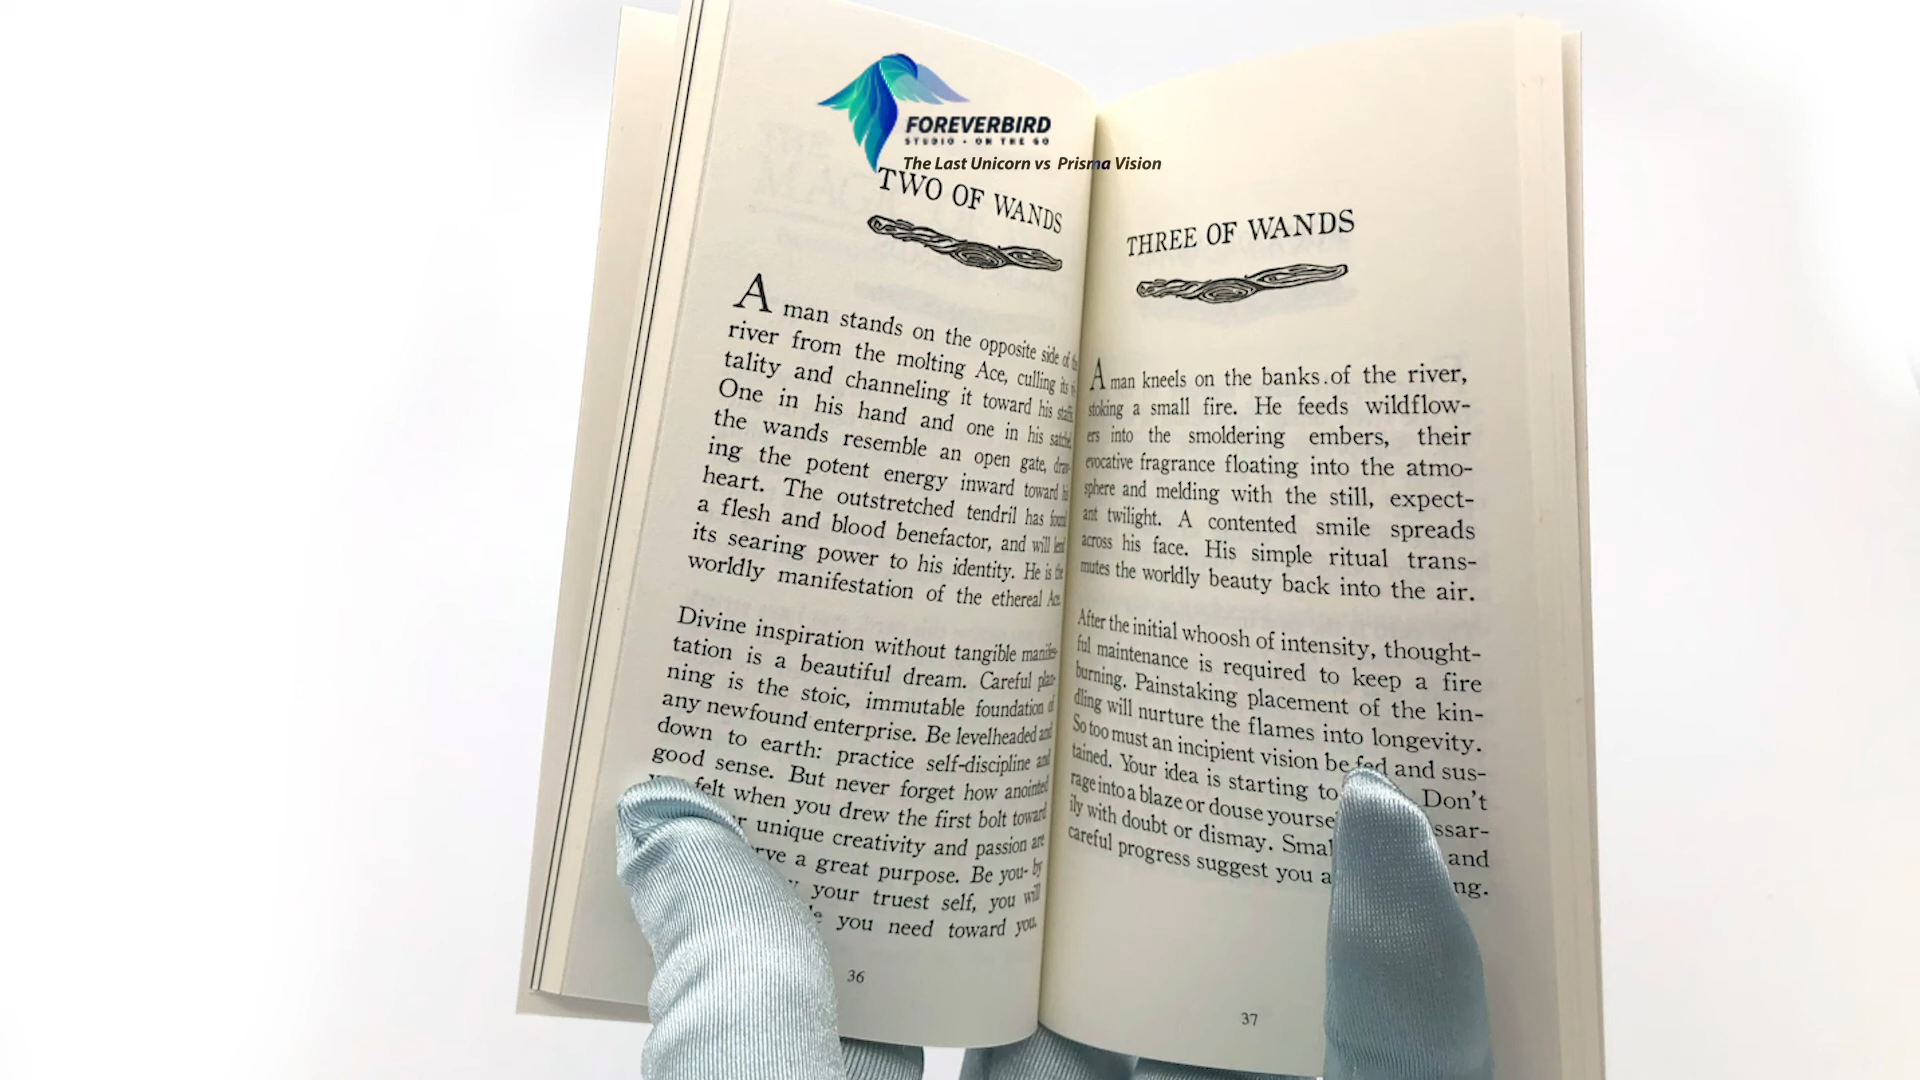 FOREVERBIRD
STUDIO - ON THE GO
The Last Unicorn vs Prisma Vision
TWO OF WANDS
A man stands on the opposite side of
river from the molting Ace, culling its
tality and channeling it toward his staff.
One in his hand and one in his satchel,
the wands resemble an open gate, draw-
ing the potent energy inward toward
heart. The outstretched tendril has found
a flesh and blood benefactor, and will lend
its searing power to his identity. He is the
worldly manifestation of the ethereal Ace.
Divine inspiration without tangible manifes-
tation is a beautiful dream. Careful plan-
ning is the stoic, immutable foundation of
any newfound enterprise. Be levelheaded and
down to earth: practice self-discipline and
good sense. But never forget how anointed
felt when you drew the first bolt toward
unique creativity and passion are
a great purpose. Be you- by
your truest self, you will
you need toward you.
36
THREE OF WANDS
A man kneels on the banks of the river,
stoking a small fire. He feeds wildflow-
ers into the smoldering embers, their
evocative fragrance floating into the atmo-
sphere and melding with the still, expect-
ant twilight. A contented smile spreads
across his face. His simple ritual trans-
mutes the worldly beauty back into the air.
After the initial whoosh of intensity, thought-
ful maintenance is required to keep a fire
burning. Painstaking placement of the kin-
dling will nurture the flames into longevity.
So too must an incipient vision be fed and sus-
tained. Your idea is starting to Don't
rage into a blaze or douse
ily with doubt or dismay. and
careful progress suggest you
37